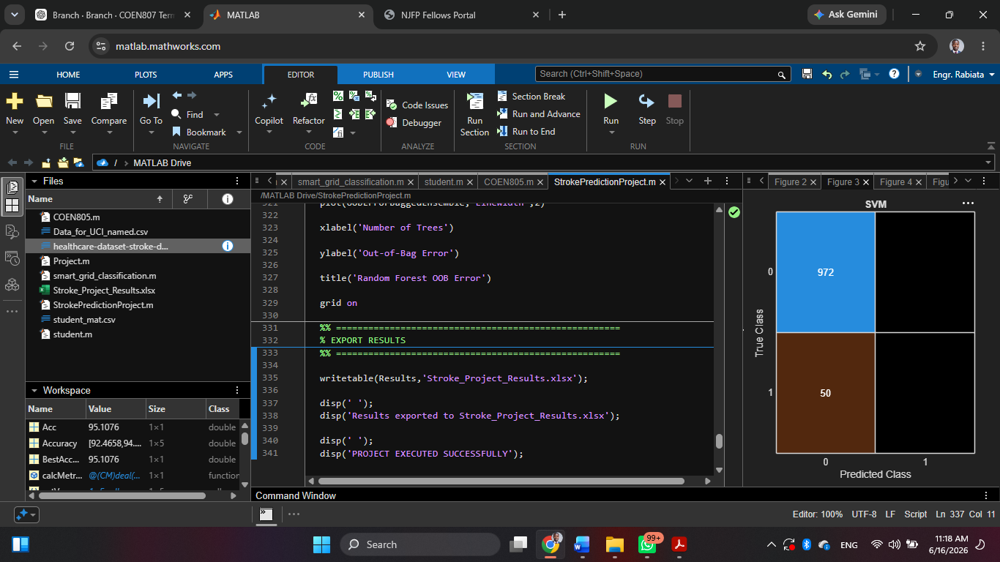 Branch · Branch · COEN807 Term
MATLAB
NJFP Fellows Portal
Ask Gemini
matlab.mathworks.com
HOME
PLOTS
APPS
EDITOR
PUBLISH
VIEW
Search (Ctrl+Shift+Space)
Engr. Rabiata
New
Open
Save
Compare
FILE
Go To
Find
Bookmark
NAVIGATE
Copilot
Refactor
CODE
Code Issues
Debugger
ANALYZE
Run Section
Section Break
Run and Advance
Run to End
SECTION
Run
Step
Stop
RUN
/ > MATLAB Drive
Files
Name
COEN805.m
Data_for_UCI_named.csv
healthcare-dataset-stroke-d...
Project.m
smart_grid_classification.m
Stroke_Project_Results.xlsx
StrokePredictionProject.m
student_mat.csv
student.m
Workspace
Name Value Size Class
Acc 95.1076 1×1 double
Accuracy [92.4658,94.... 1×5 double
BestAcc... 95.1076 1×1 double
calcMetr... @(CM)deal(... 1×1 function
smart_grid_classification.m
student.m
COEN805.m
StrokePredictionProject.m
/MATLAB Drive/StrokePredictionProject.m
322
323 xlabel('Number of Trees')
324
325 ylabel('Out-of-Bag Error')
326
327 title('Random Forest OOB Error')
328
329 grid on
330
331 %% =====================================================
332 % EXPORT RESULTS
333 %% =====================================================
334
335 writetable(Results,'Stroke_Project_Results.xlsx');
336
337 disp(' ');
338 disp('Results exported to Stroke_Project_Results.xlsx');
339
340 disp(' ');
341 disp('PROJECT EXECUTED SUCCESSFULLY');
Figure 2
Figure 3
Figure 4
Figu
SVM
True Class
0
972
1
50
0 1
Predicted Class
Command Window
Editor: 100% UTF-8 LF Script Ln 337 Col 11
Search
99+
ENG
11:18 AM
6/16/2026